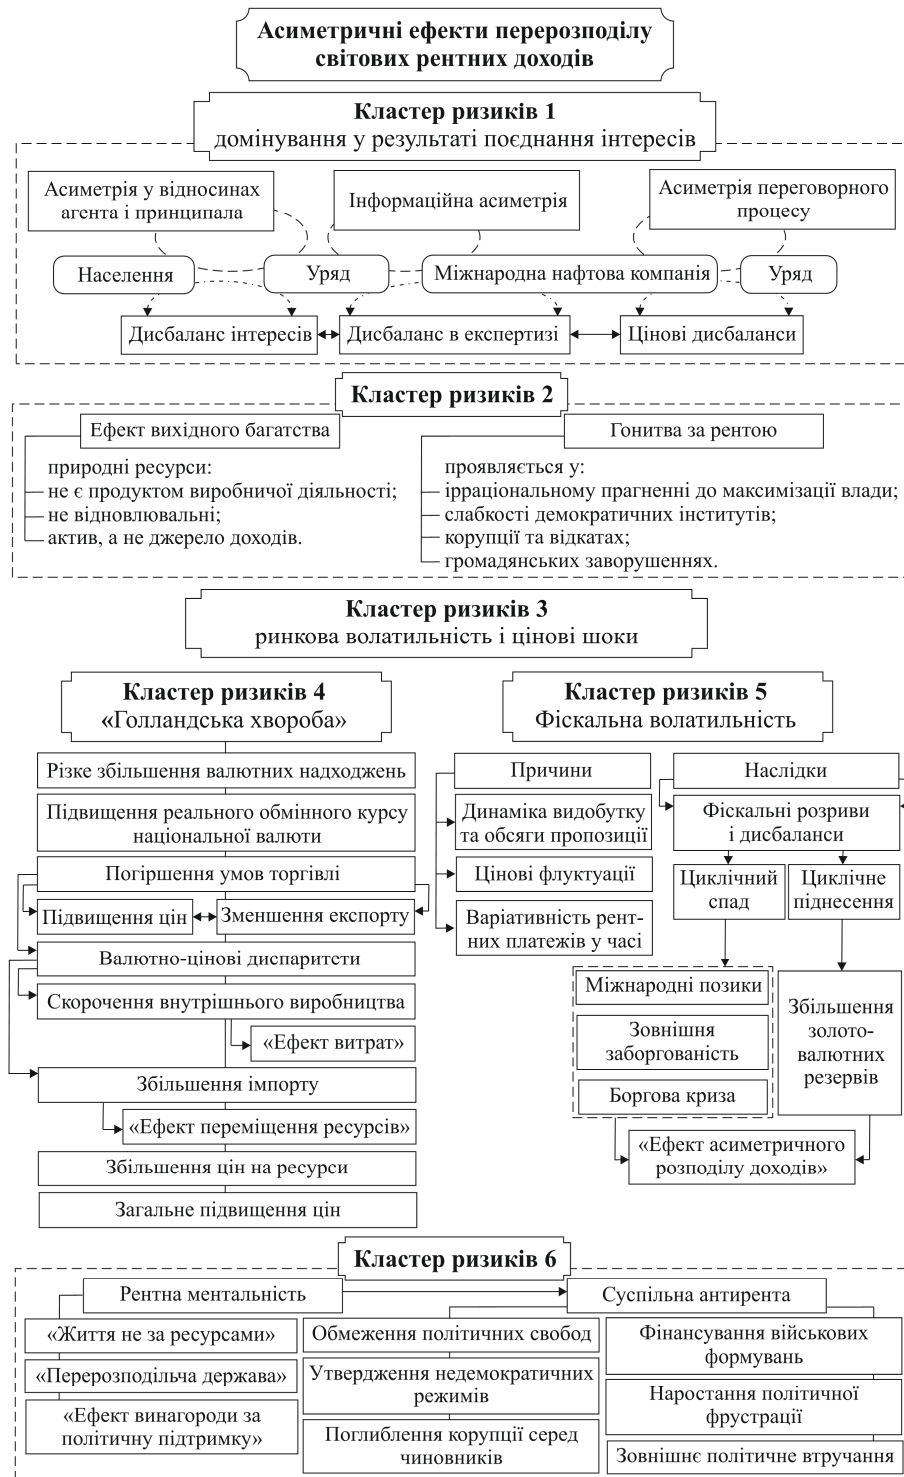 Асиметричні ефекти перерозподілу
світових рентних доходів
Кластер ризиків 1
домінування у результаті поєднання інтересів
Асиметрія у відносинах
агента і принципала
Інформаційна асиметрія
Асиметрія переговорного
процесу
Населення
Уряд
Міжнародна нафтова компанія
Уряд
Дисбаланс інтересів
Дисбаланс в експертизі
Цінові дисбаланси
Кластер ризиків 2
Ефект вихідного багатства
природні ресурси:
не є продуктом виробничої діяльності;
не відновлювальні;
актив, а не джерело доходів.
Гонитва за рентою
проявляється у:
ірраціональному прагненні до максимізації влади;
слабкості демократичних інститутів;
корупції та відкатах;
громадянських заворушеннях.
Кластер ризиків 3
ринкова волатильність і цінові шоки
Кластер ризиків 4
«Голландська хвороба»
Різке збільшення валютних надходжень
Підвищення реального обмінного курсу
національної валюти
Погіршення умов торгівлі
Підвищення цін
Зменшення експорту
Валютно-цінові диспаритети
Скорочення внутрішнього виробництва
«Ефект витрат»
Збільшення імпорту
«Ефект переміщення ресурсів»
Збільшення цін на ресурси
Загальне підвищення цін
Кластер ризиків 5
Фіскальна волатильність
Причини
Динаміка видобутку
та обсяги пропозиції
Цінові флуктуації
Варіативність рент-
них платежів у часі
Наслідки
Фіскальні розриви
і дисбаланси
Циклічний
спад
Циклічне
піднесення
Міжнародні позики
Зовнішня
заборгованість
Боргова криза
Збільшення
золото-
валютних
резервів
«Ефект асиметричного
розподілу доходів»
Кластер ризиків 6
Рентна ментальність
Суспільна антирента
«Життя не за ресурсами»
«Перерозподільча держава»
«Ефект винагороди за
політичну підтримку»
Обмеження політичних свобод
Утвердження недемократичних
режимів
Поглиблення корупції серед
чиновників
Фінансування військових
формувань
Наростання політичної
фрустрації
Зовнішнє політичне втручання